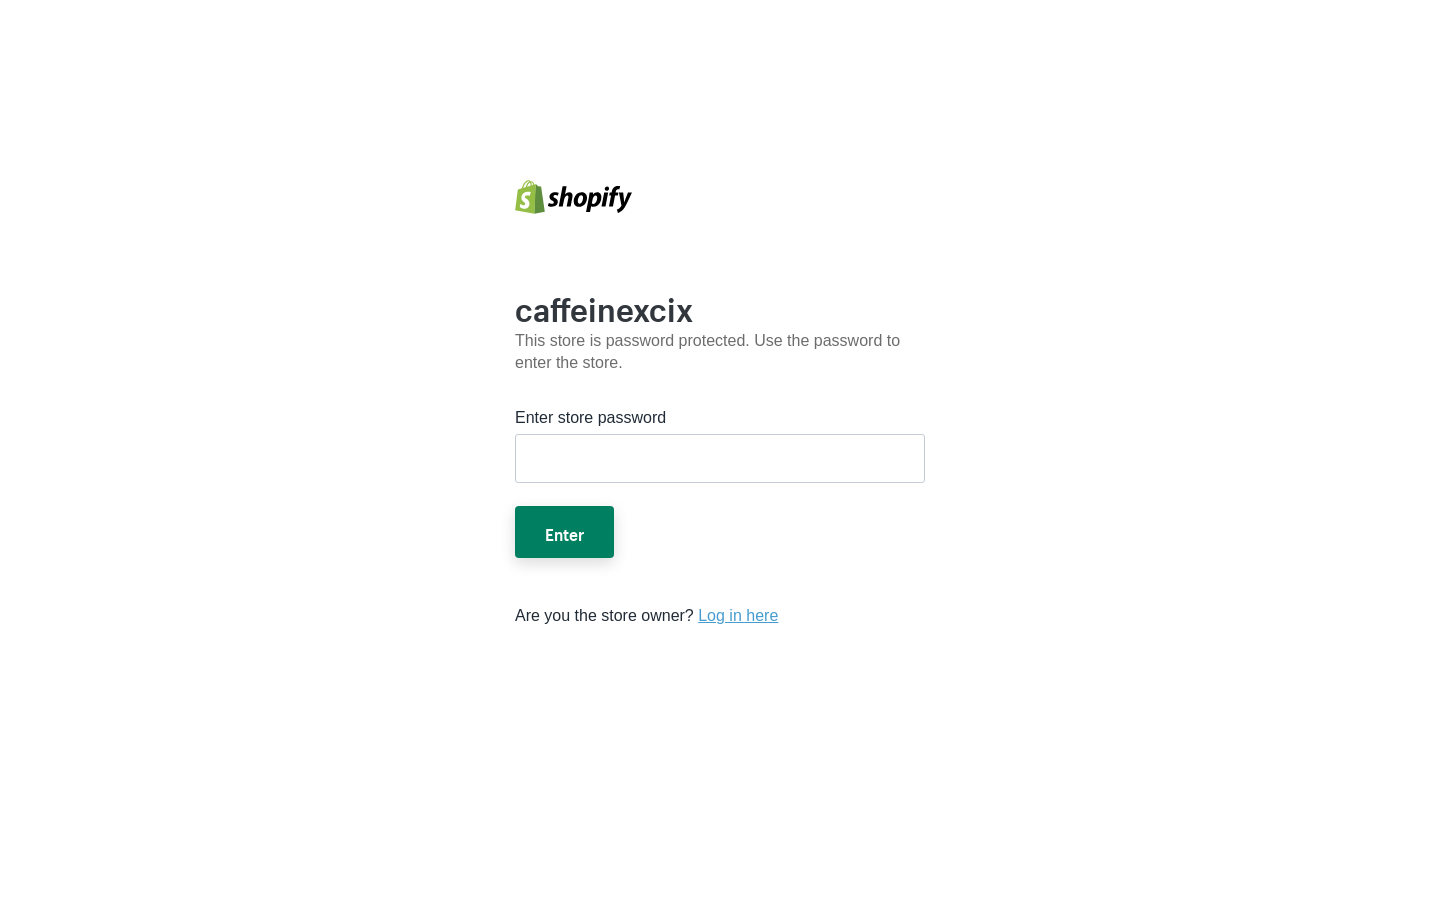 shopify
caffeinexcix
This store is password protected. Use the password to
enter the store.
Enter store password
Enter
Are you the store owner? Log in here